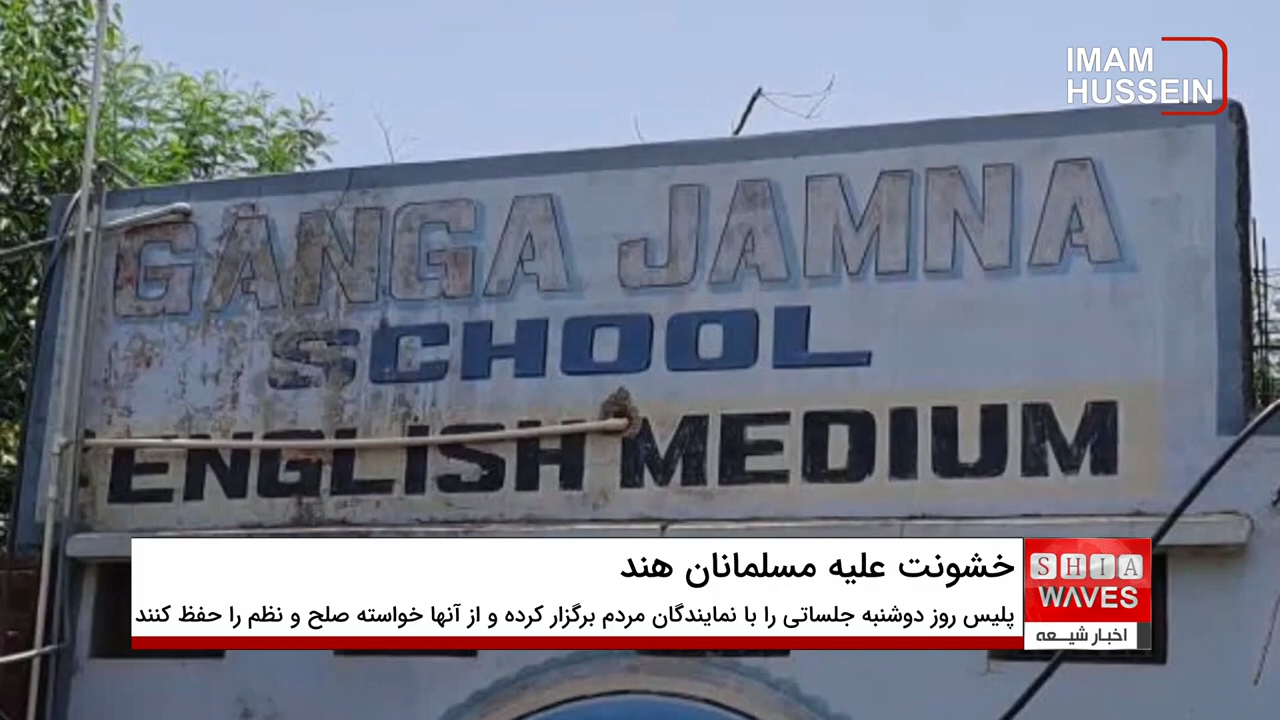 IMAM
HUSSEIN
GANGA JAMNA
SCHOOL
ENGLISH MEDIUM
خشونت علیه مسلمانان هند
پلیس روز دوشنبه جلساتی را با نمایندگان مردم برگزار کرده و از آنها خواسته صلح و نظم را حفظ کنند
SHIA
WAVES
اخبار شیعه